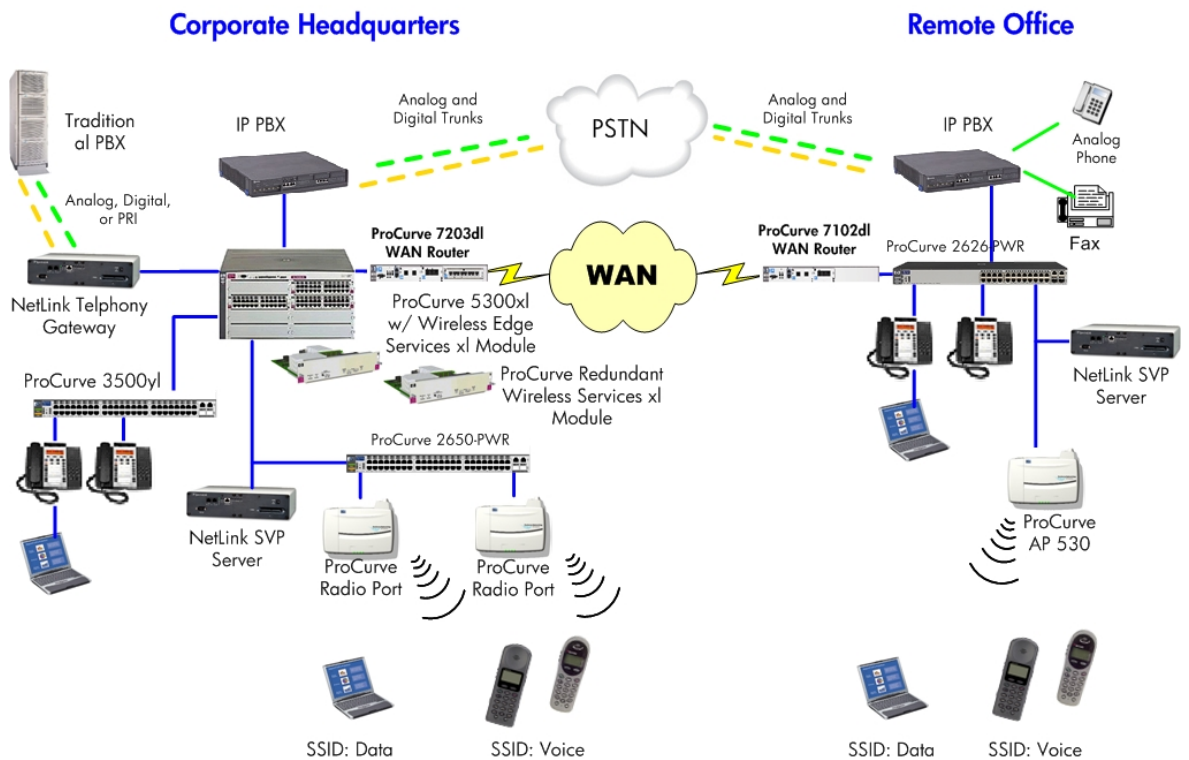 Corporate Headquarters
Remote Office
Tradition
al PBX
IP PBX
Analog and
Digital Trunks
PSTN
Analog and
Digital Trunks
IP PBX
Analog
Phone
Analog, Digital,
or PRI
Fax
ProCurve 7203dl
WAN Router
WAN
ProCurve 7102dl
WAN Router
ProCurve 2626-PWR
NetLink Telphony
Gateway
ProCurve 5300xl
w/ Wireless Edge
Services xl Module
ProCurve Redundant
Wireless Services xl
Module
ProCurve 3500yl
NetLink SVP
Server
ProCurve 2650-PWR
NetLink SVP
Server
ProCurve
Radio Port
ProCurve
Radio Port
ProCurve
AP 530
SSID: Data
SSID: Voice
SSID: Data
SSID: Voice